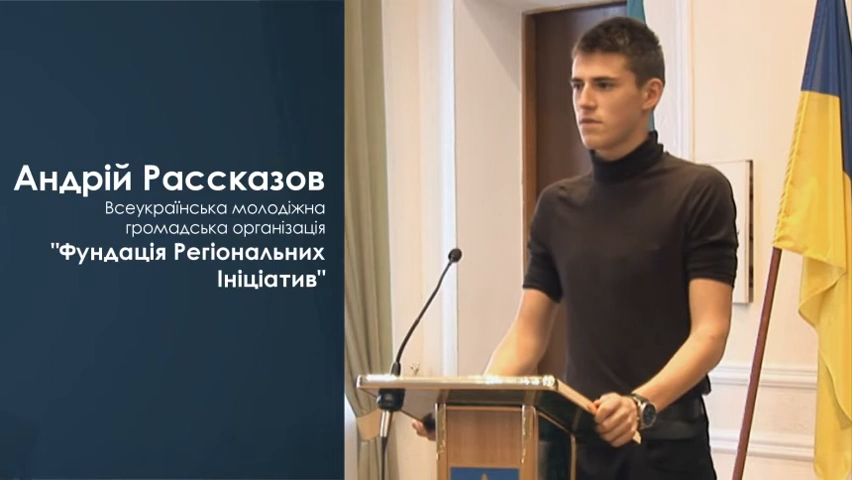 Андрій Рассказов
Всеукраїнська молодіжна
громадська організація
"Фундація Регіональних
Ініціатив"